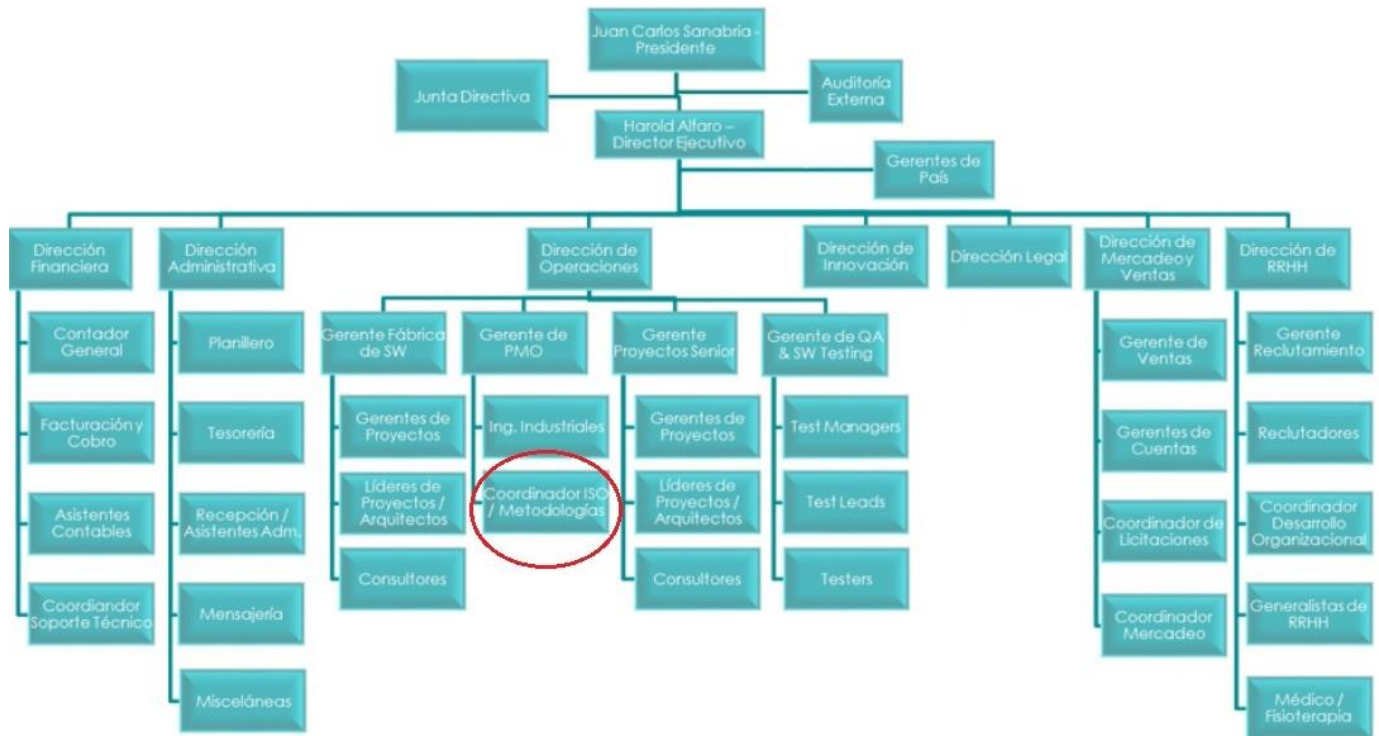 Juan Carlos Sanabria -
Presidente
Junta Directiva
Auditoría
Externa
Harold Alfaro –
Director Ejecutivo
Gerentes de
País
Dirección
Financiera
Dirección
Administrativa
Dirección de
Operaciones
Dirección de
Innovación
Dirección Legal
Dirección de
Mercadeo y
Ventas
Dirección de
RRHH
Contador
General
Facturación y
Cobro
Asistentes
Contables
Coordiandor
Soporte Técnico
Planillero
Tesorería
Recepción /
Asistentes Adm.
Mensajería
Misceláneas
Gerente Fábrica
de SW
Gerentes de
Proyectos
Líderes de
Proyectos /
Arquitectos
Consultores
Gerente de
PMO
Ing. Industriales
Coordinador ISO
/ Metodologías
Gerente
Proyectos Senior
Gerentes de
Proyectos
Líderes de
Proyectos /
Arquitectos
Consultores
Gerente de QA
& SW Testing
Test Managers
Test Leads
Testers
Gerente de
Ventas
Gerentes de
Cuentas
Coordinador de
Licitaciones
Coordinador
Mercadeo
Gerente
Reclutamiento
Reclutadores
Coordinador
Desarrollo
Organizacional
Generalistas de
RRHH
Médico /
Fisioterapia